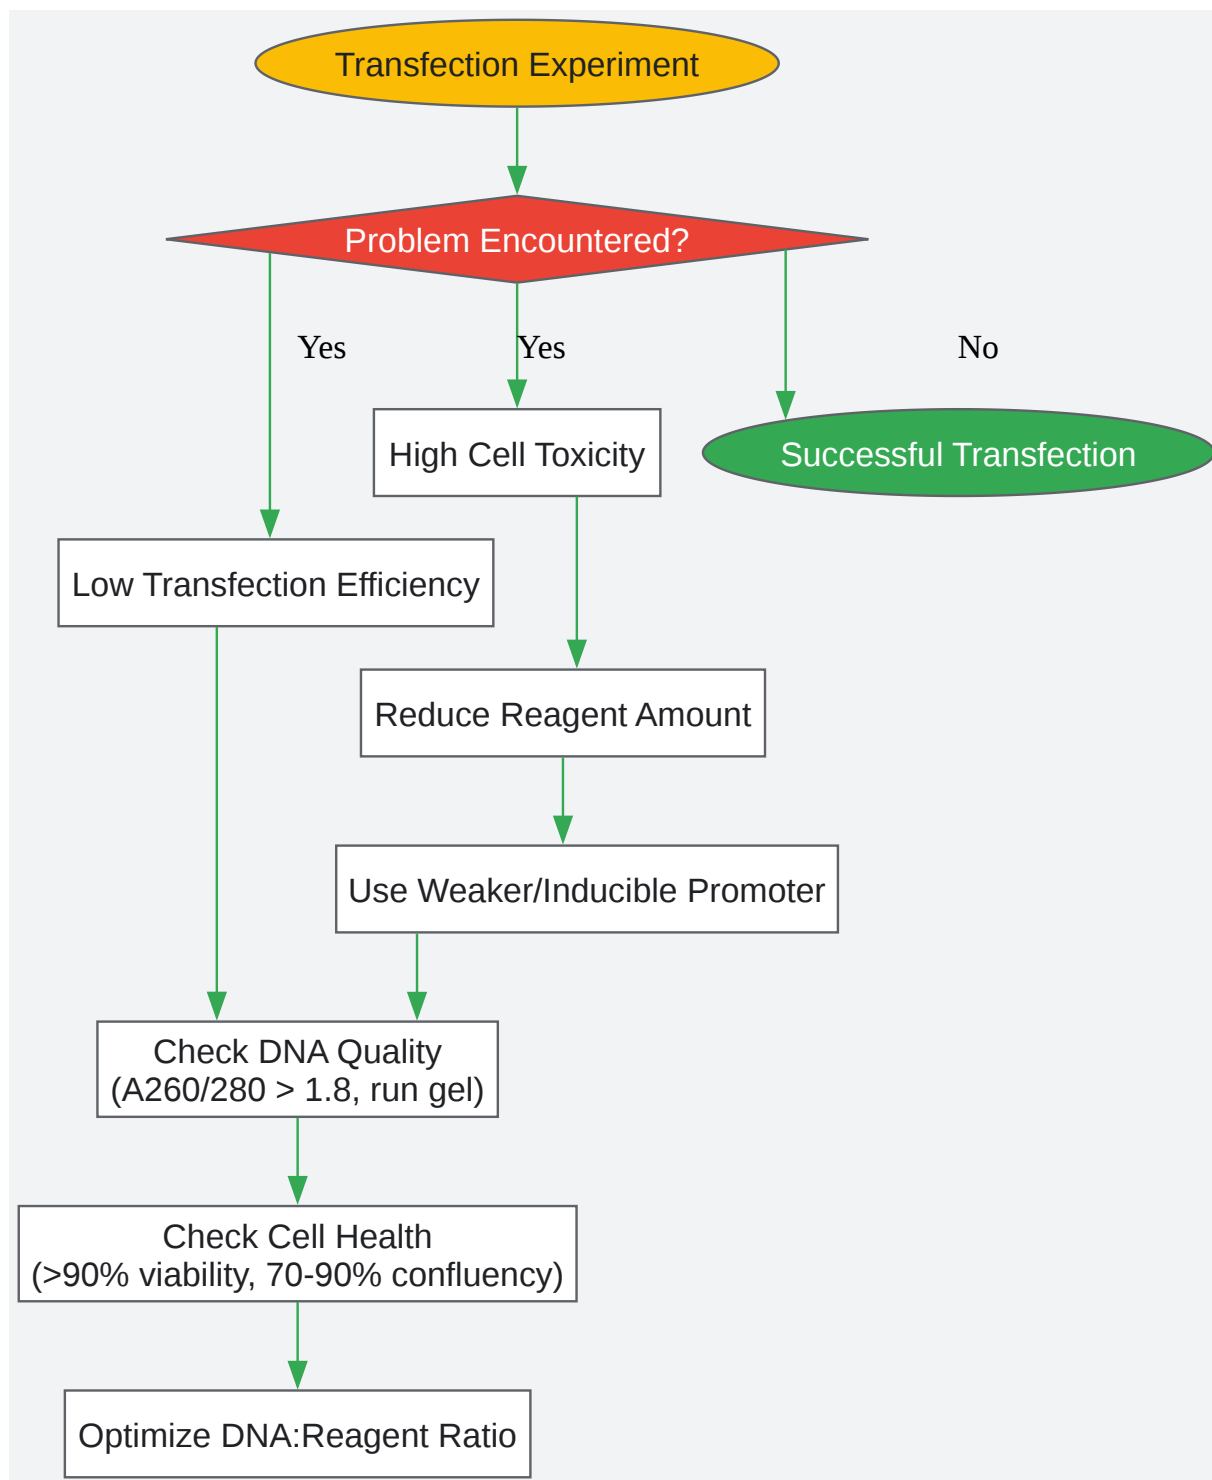 Transfection Experiment
Problem Encountered?
Yes
Yes
No
High Cell Toxicity
Successful Transfection
Low Transfection Efficiency
Reduce Reagent Amount
Use Weaker/Inducible Promoter
Check DNA Quality
(A260/280 > 1.8, run gel)
Check Cell Health
(>90% viability, 70-90% confluency)
Optimize DNA:Reagent Ratio